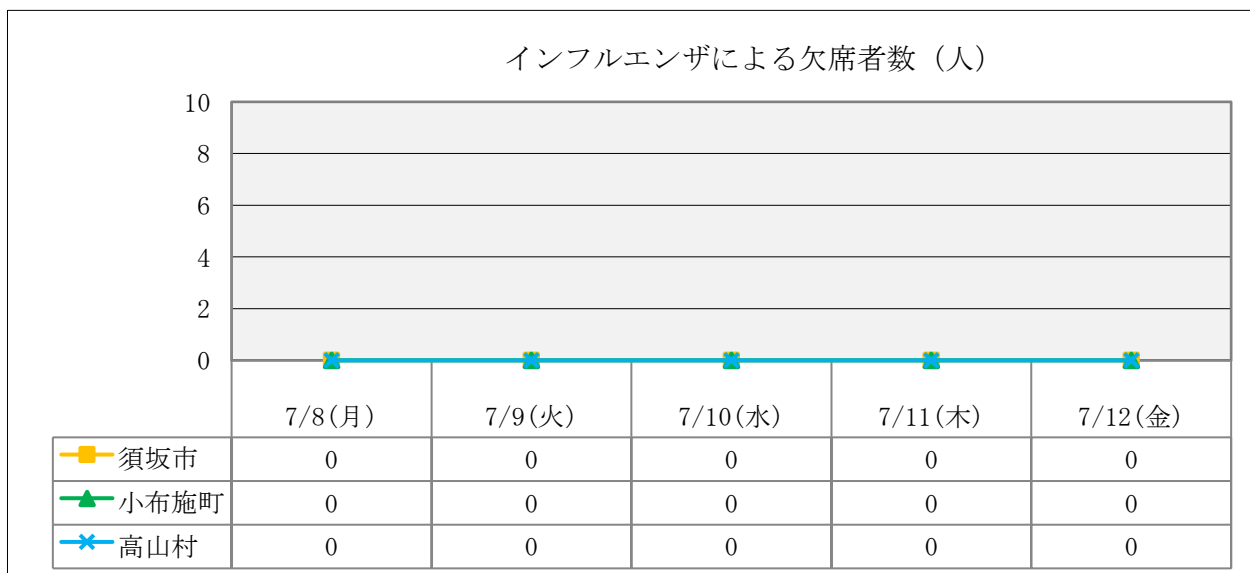 インフルエンザによる欠席者数（人）
10
8
6
4
2
0
7/8(月) 7/9(火) 7/10(水) 7/11(木) 7/12(金)
須坂市 0 0 0 0 0
小布施町 0 0 0 0 0
高山村 0 0 0 0 0